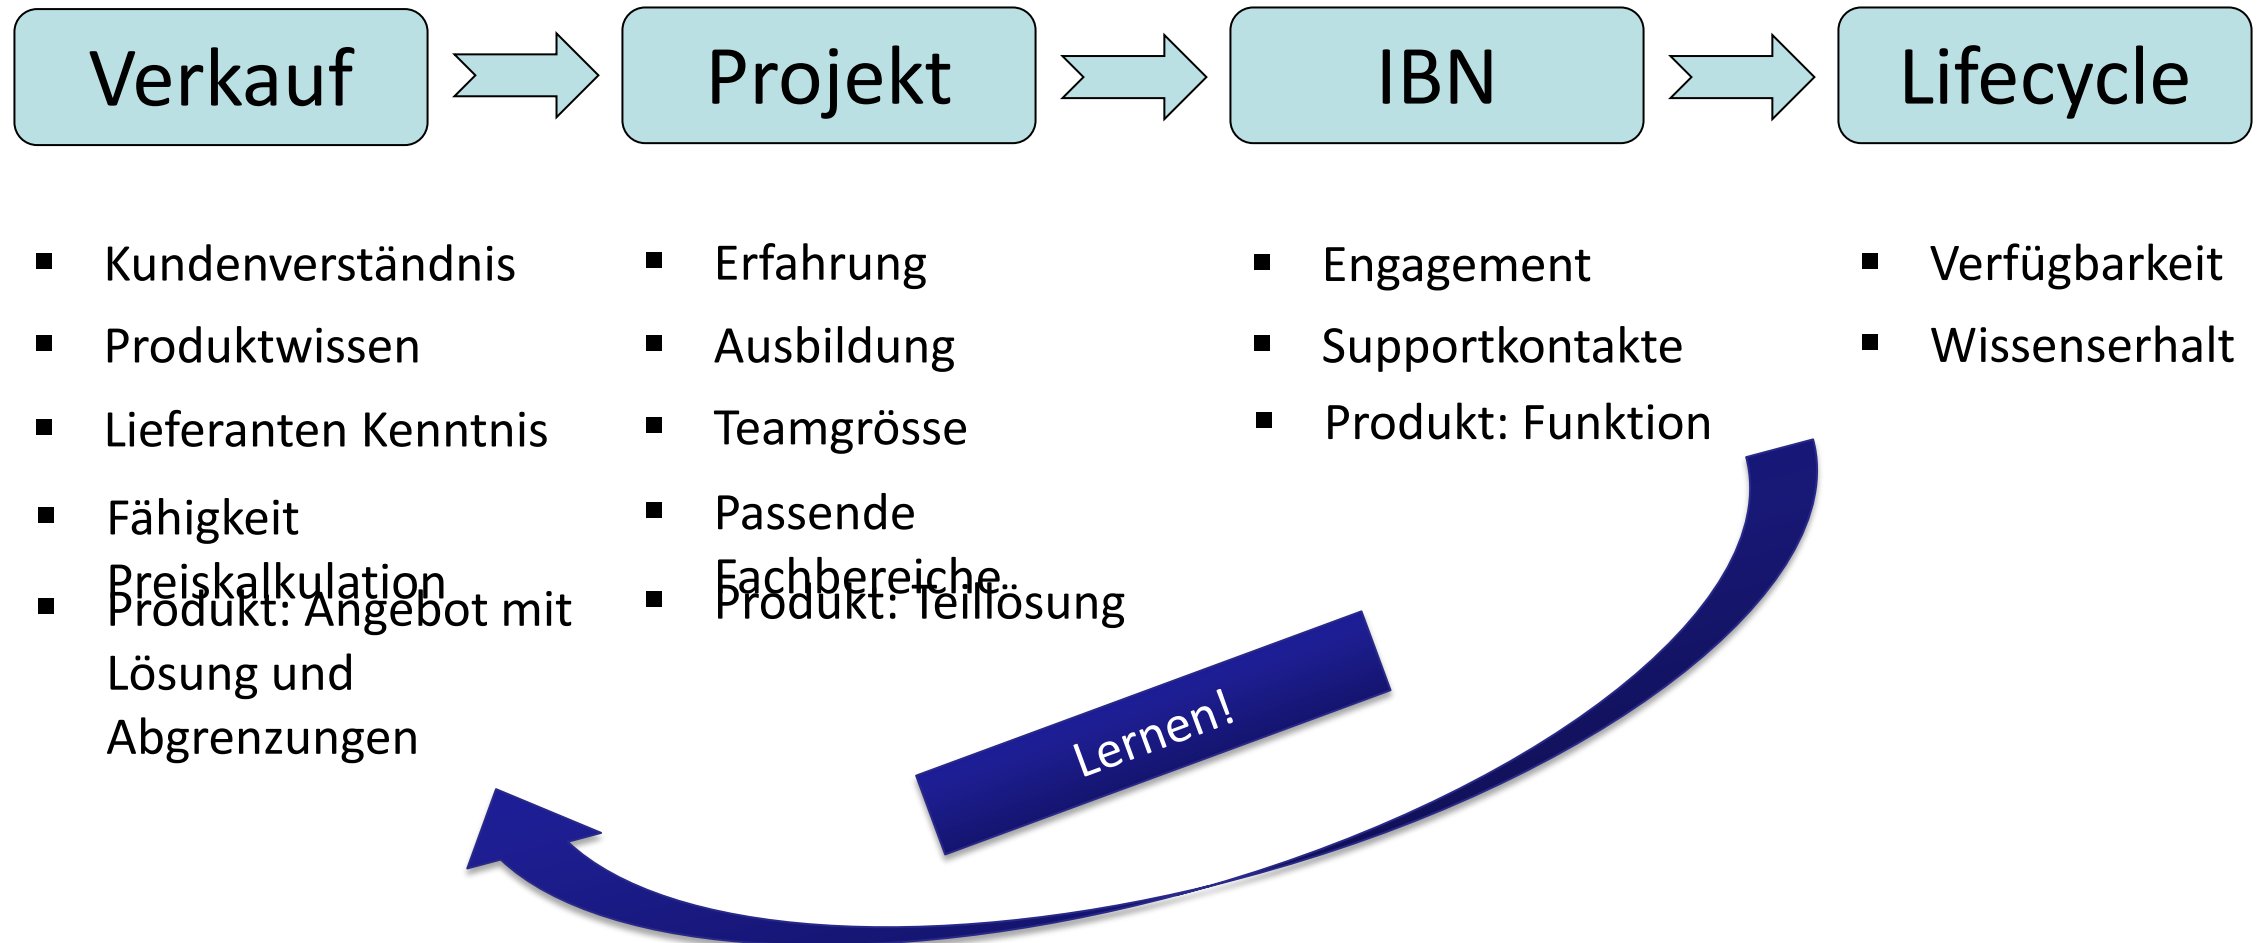 Verkauf
Projekt
IBN
Lifecycle
Kundenverständnis
Produktwissen
Lieferanten Kenntnis
Fähigkeit
Preiskalkulation
Produkt: Angebot mit
Lösung und
Abgrenzungen
Erfahrung
Ausbildung
Teamgrösse
Passende
Fachbereiche
Produkt: Teillösung
Engagement
Supportkontakte
Produkt: Funktion
Verfügbarkeit
Wissenserhalt
Lernen!